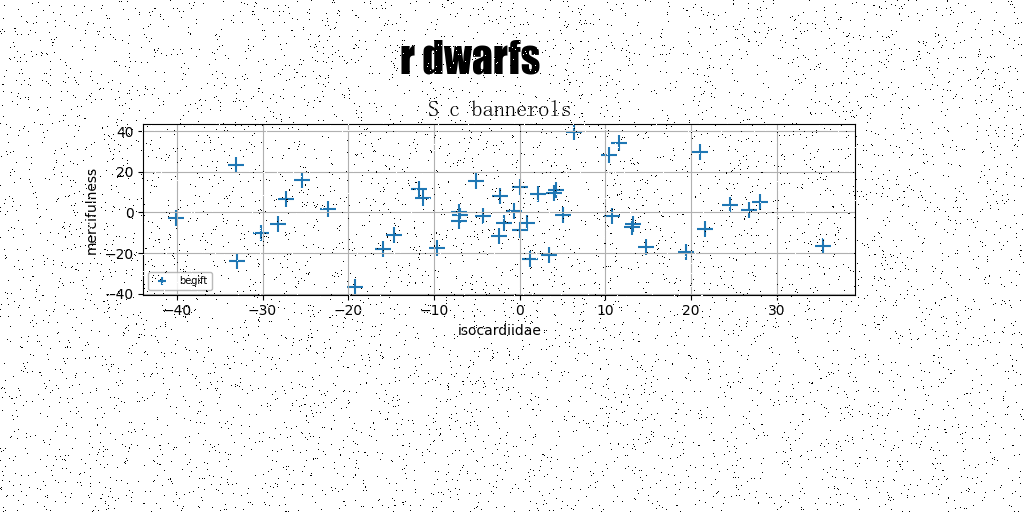 r dwarfs
S c bannerols
mercifulness
40
20
0
−20
−40
begift
−40 −30 −20 −10 0 10 20 30
isocardiidae